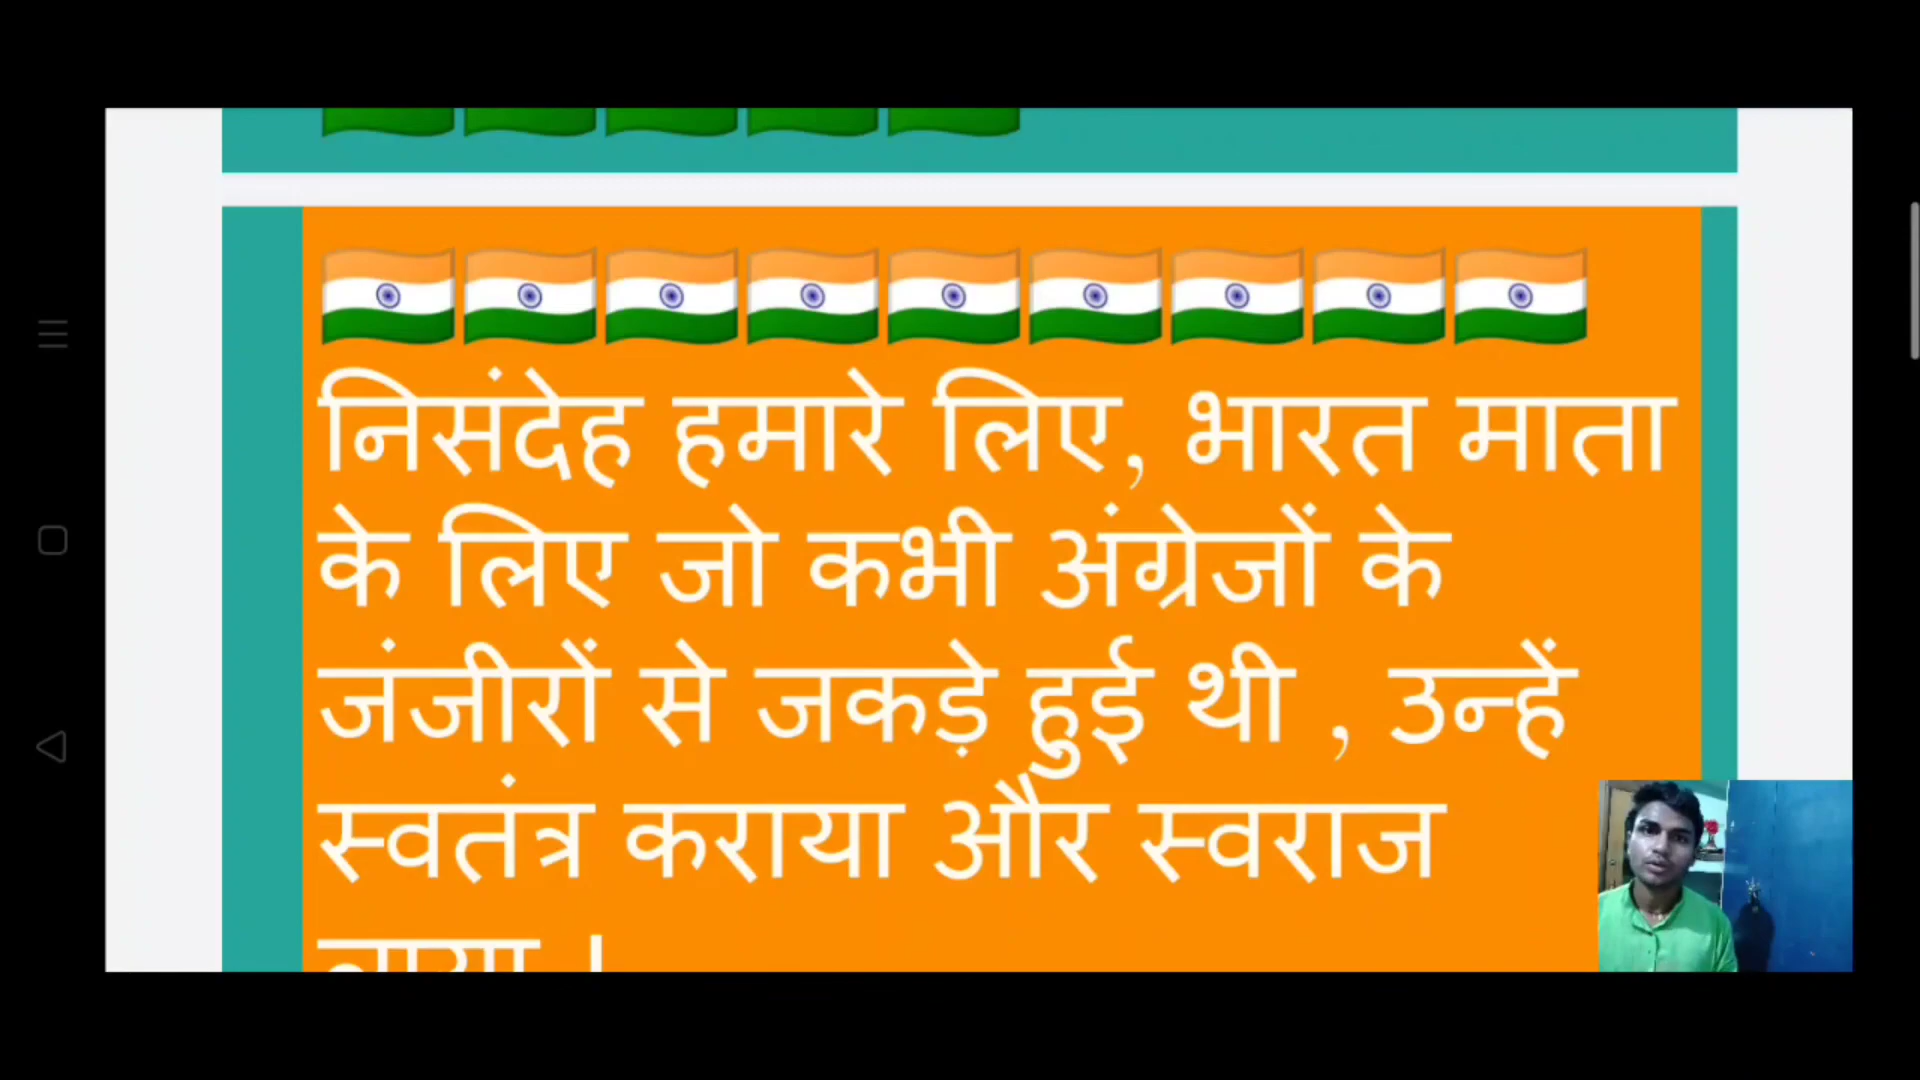 निसंदेह हमारे लिए, भारत माता
के लिए जो कभी अंग्रेजों के
जंजीरों से जकड़े हुई थी , उन्हें
स्वतंत्र कराया और स्वराज